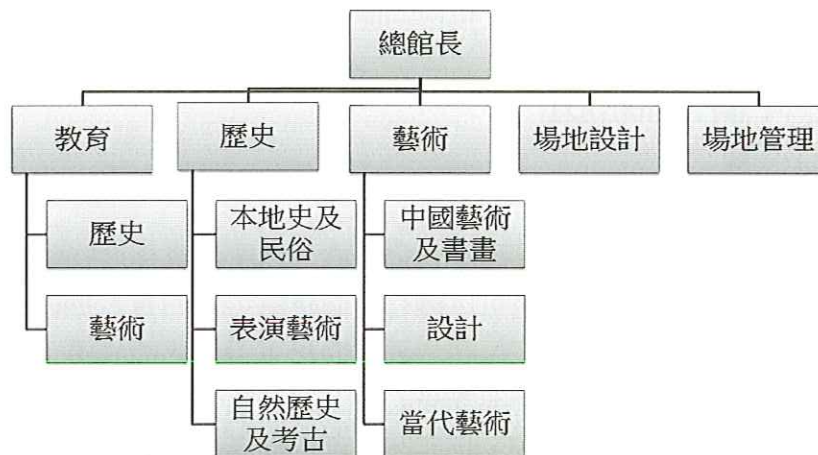 總館長
教育
歷史
藝術
場地設計
場地管理
歷史
本地史及
民俗
中國藝術
及書畫
藝術
表演藝術
設計
自然歷史
及考古
當代藝術